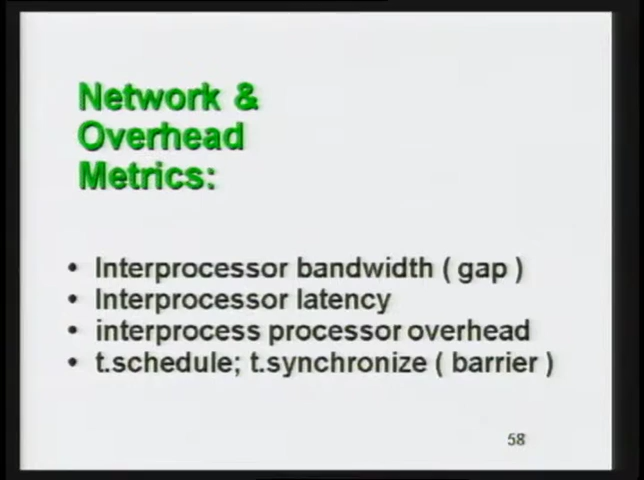 Network &
Overhead
Metrics:
• Interprocessor bandwidth ( gap )
• Interprocessor latency
• interprocess processor overhead
• t.schedule; t.synchronize ( barrier )
58